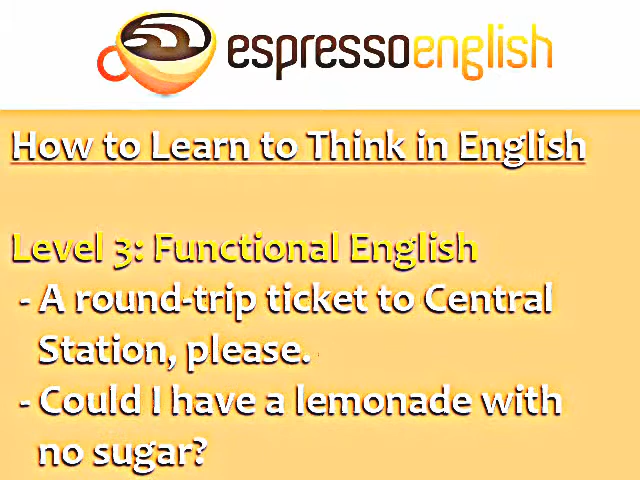 espressoenglish
How to Learn to Think in English
Level 3: Functional English
- A round-trip ticket to Central
Station, please.
- Could I have a lemonade with
no sugar?